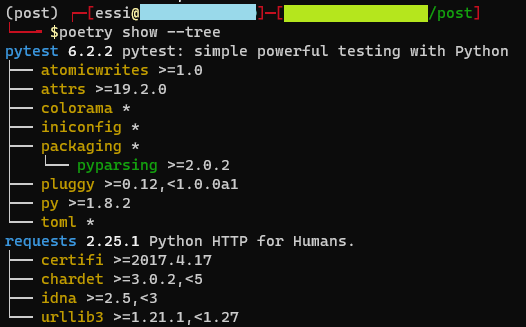 (post) ┌─[essi@]─[/post]
└──╼ $poetry show --tree
pytest 6.2.2 pytest: simple powerful testing with Python
├── atomicwrites >=1.0
├── attrs >=19.2.0
├── colorama *
├── iniconfig *
├── packaging *
│   └── pyparsing >=2.0.2
├── pluggy >=0.12,<1.0.0a1
├── py >=1.8.2
└── toml *
requests 2.25.1 Python HTTP for Humans.
├── certifi >=2017.4.17
├── chardet >=3.0.2,<5
├── idna >=2.5,<3
└── urllib3 >=1.21.1,<1.27